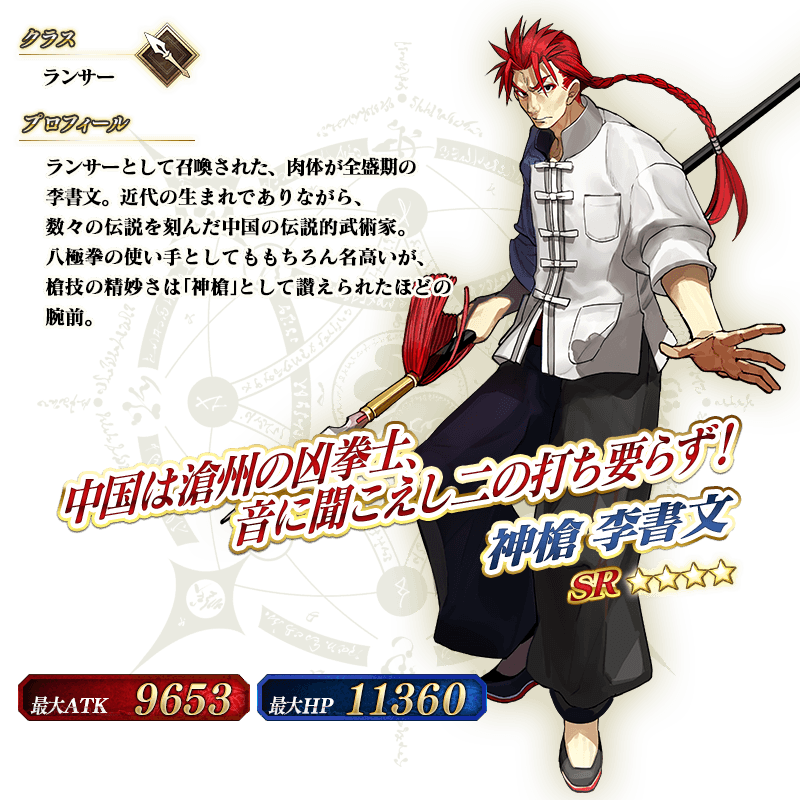 クラス
ランサー
プロフィール
ランサーとして召喚された、肉体が全盛期の
李書文。近代の生まれでありながら、
数々の伝説を刻んだ中国の伝説的武術家。
八極拳の使い手としてももちろん名高いが、
槍技の精妙さは「神槍」として讃えられたほどの
腕前。
中国は滄州の凶拳士、
音に聞こえし二の打ち要らず！
神槍 李書文
SR ☆☆☆☆
最大ATK 9653
最大HP 11360